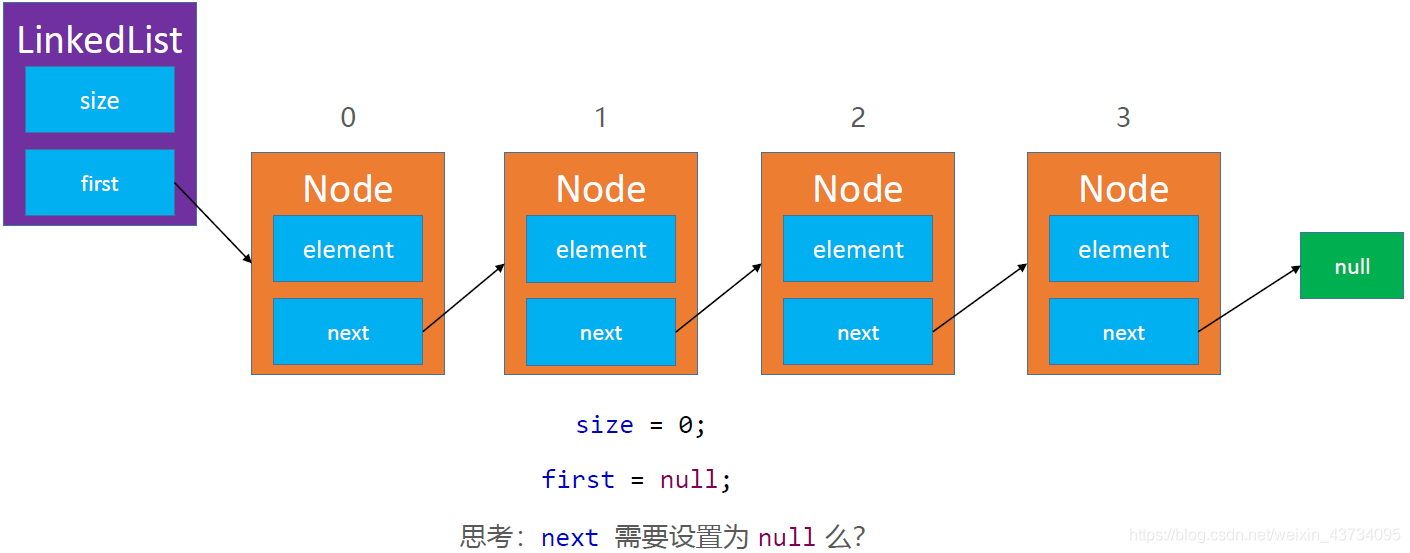 LinkedList
size
first
0
1
2
3
Node
element
next
Node
element
next
Node
element
next
Node
element
next
null
size = 0;
first = null;
思考：next 需要设置为 null 么？
https://blog.csdn.net/weixin_43734095